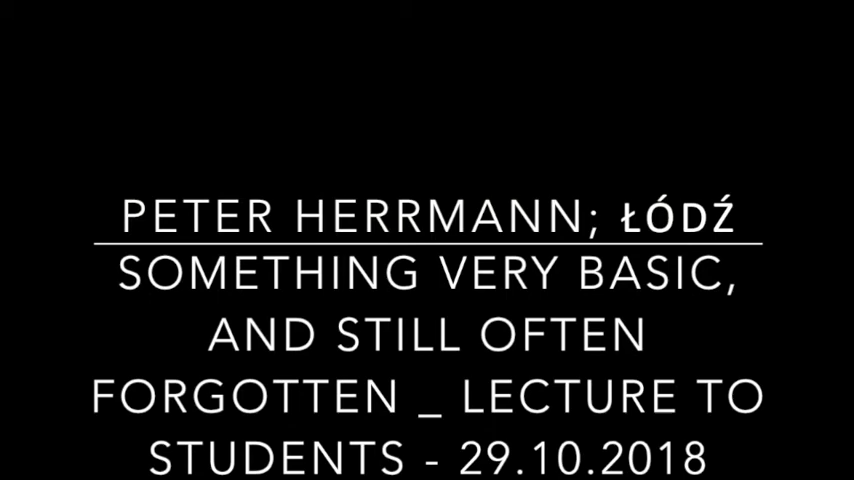 PETER HERRMANN; ŁÓDŹ
SOMETHING VERY BASIC,
AND STILL OFTEN
FORGOTTEN _ LECTURE TO
STUDENTS - 29.10.2018